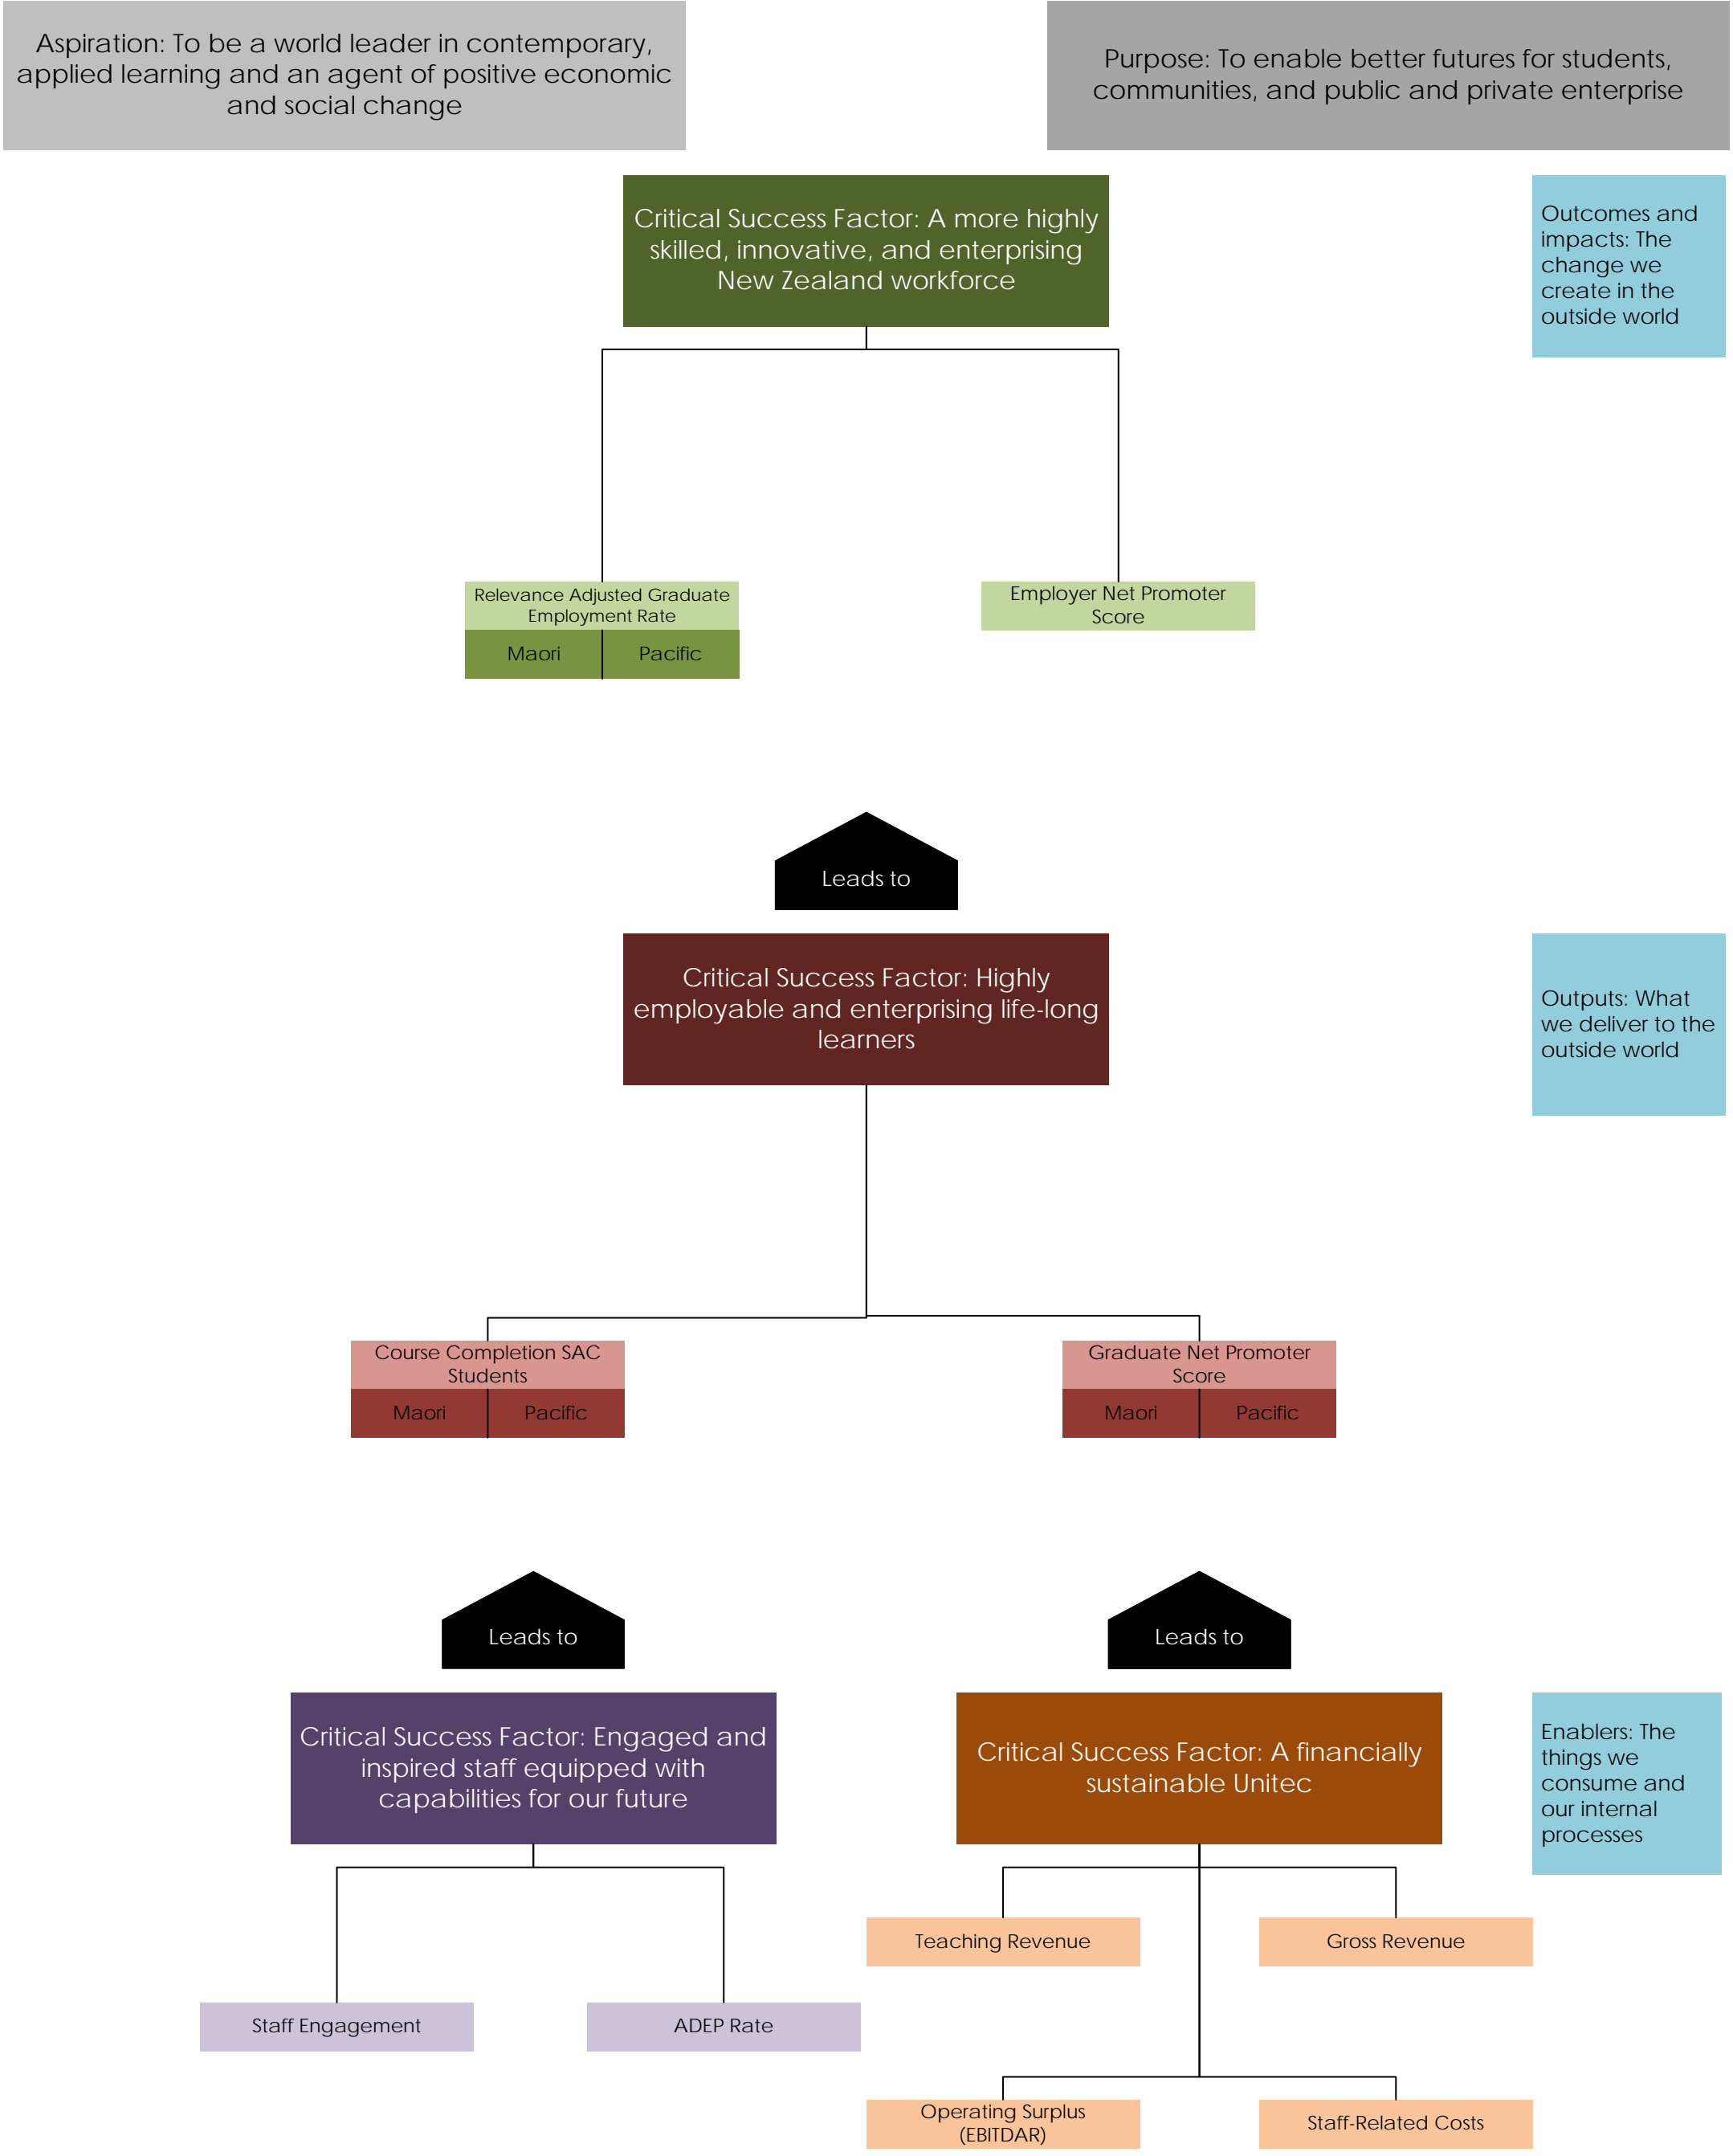 Aspiration: To be a world leader in contemporary,
applied learning and an agent of positive economic
and social change
Purpose: To enable better futures for students,
communities, and public and private enterprise
Critical Success Factor: A more highly
skilled, innovative, and enterprising
New Zealand workforce
Outcomes and
impacts: The
change we
create in the
outside world
Relevance Adjusted Graduate
Employment Rate
Maori
Pacific
Employer Net Promoter
Score
Leads to
Critical Success Factor: Highly
employable and enterprising life-long
learners
Outputs: What
we deliver to the
outside world
Course Completion SAC
Students
Maori
Pacific
Graduate Net Promoter
Score
Maori
Pacific
Leads to
Leads to
Critical Success Factor: Engaged and
inspired staff equipped with
capabilities for our future
Critical Success Factor: A financially
sustainable Unitec
Enablers: The
things we
consume and
our internal
processes
Teaching Revenue
Gross Revenue
Staff Engagement
ADEP Rate
Operating Surplus
(EBITDAR)
Staff-Related Costs